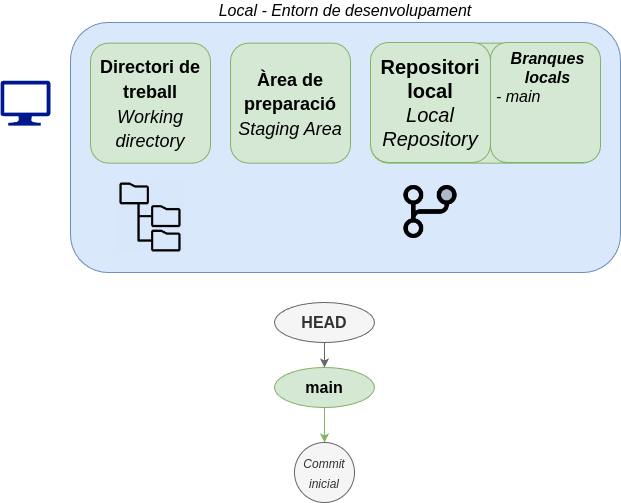 Local - Entorn de desenvolupament
Directori de
treball
Working
directory
Àrea de
preparació
Staging Area
Repositori
local
Local
Repository
Branques
locals
- main
HEAD
main
Commit
inicial